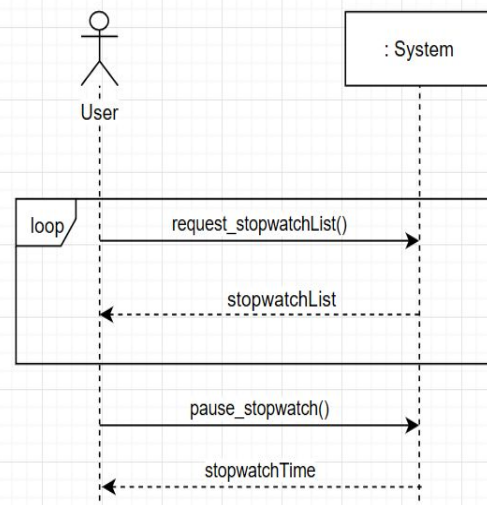 : System
User
loop
request_stopwatchList()
stopwatchList
pause_stopwatch()
stopwatchTime